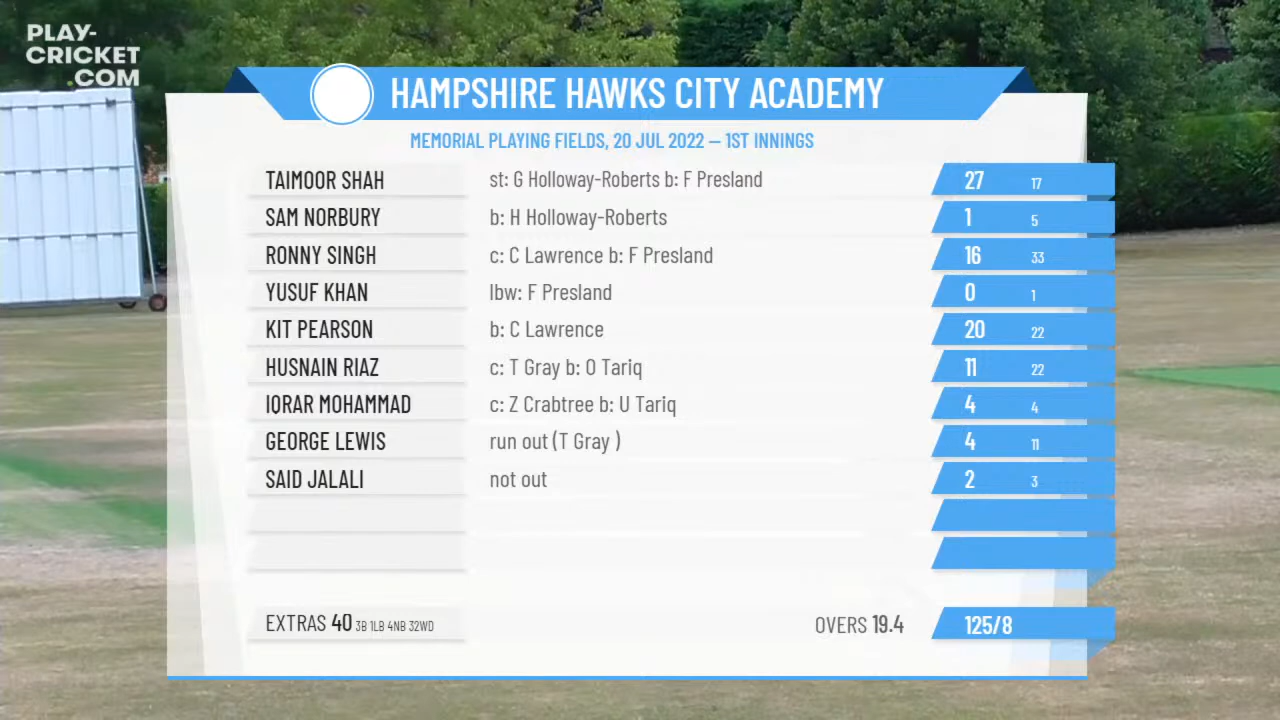 PLAY-
CRICKET
.COM
HAMPSHIRE HAWKS CITY ACADEMY
MEMORIAL PLAYING FIELDS, 20 JUL 2022 – 1ST INNINGS
TAIMOOR SHAH st: G Holloway-Roberts b: F Presland 27 17
SAM NORBURY b: H Holloway-Roberts 1 5
RONNY SINGH c: C Lawrence b: F Presland 16 33
YUSUF KHAN lbw: F Presland 0 1
KIT PEARSON b: C Lawrence 20 22
HUSNAIN RIAZ c: T Gray b: O Tariq 11 22
IQRAR MOHAMMAD c: Z Crabtree b: U Tariq 4 4
GEORGE LEWIS run out (T Gray ) 4 11
SAID JALALI not out 2 3
EXTRAS 40 3B 1LB 4NB 32WD OVERS 19.4 125/8